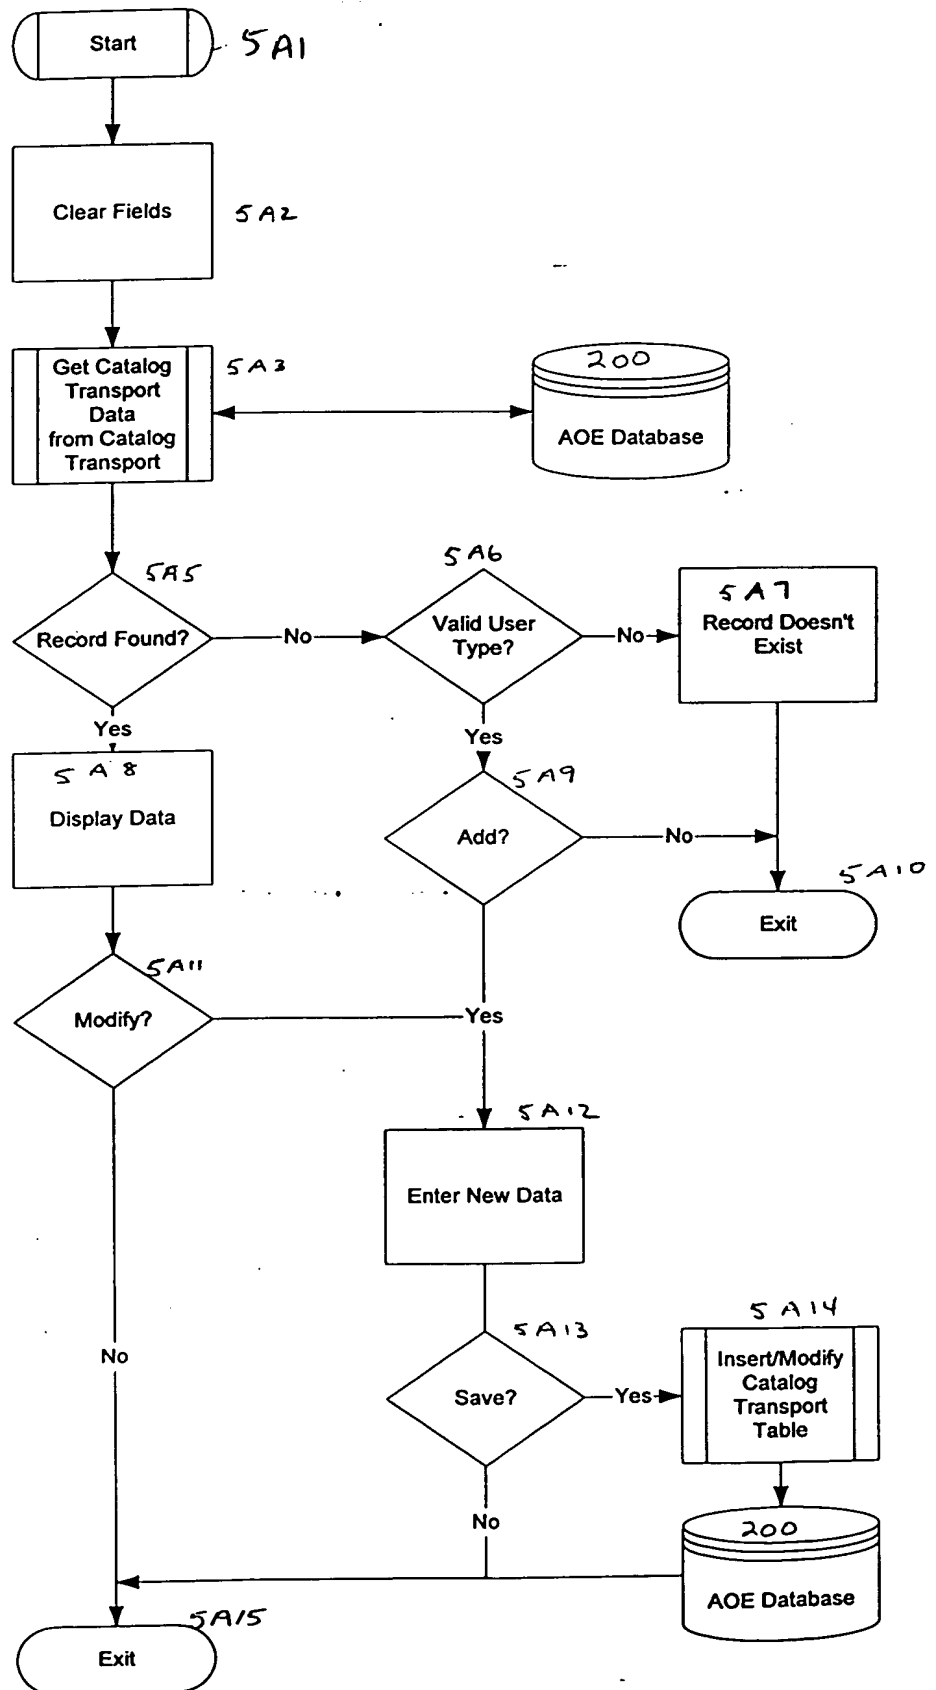 Start
5A1
Clear Fields
5A2
Get Catalog
Transport
Data
from Catalog
Transport
5A3
200
AOE Database
5A5
Record Found?
No
5A6
Valid User
Type?
No
5A7
Record Doesn't
Exist
Yes
Yes
5A8
Display Data
5A9
Add?
No
5A10
Exit
5A11
Modify?
Yes
5A12
Enter New Data
No
5A13
Save?
Yes
5A14
Insert/Modify
Catalog
Transport
Table
No
200
AOE Database
5A15
Exit